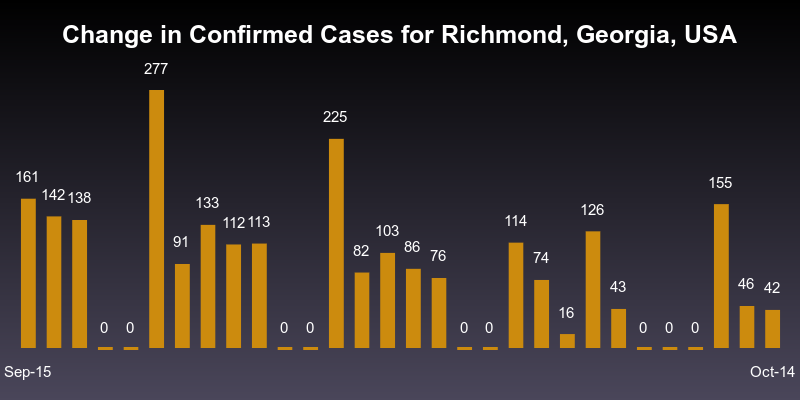 Change in Confirmed Cases for Richmond, Georgia, USA
161 142 138 0 0 277 91 133 112 113 0 0 225 82 103 86 76 0 0 114 74 16 126 43 0 0 0 155 46 42
Sep-15 Oct-14